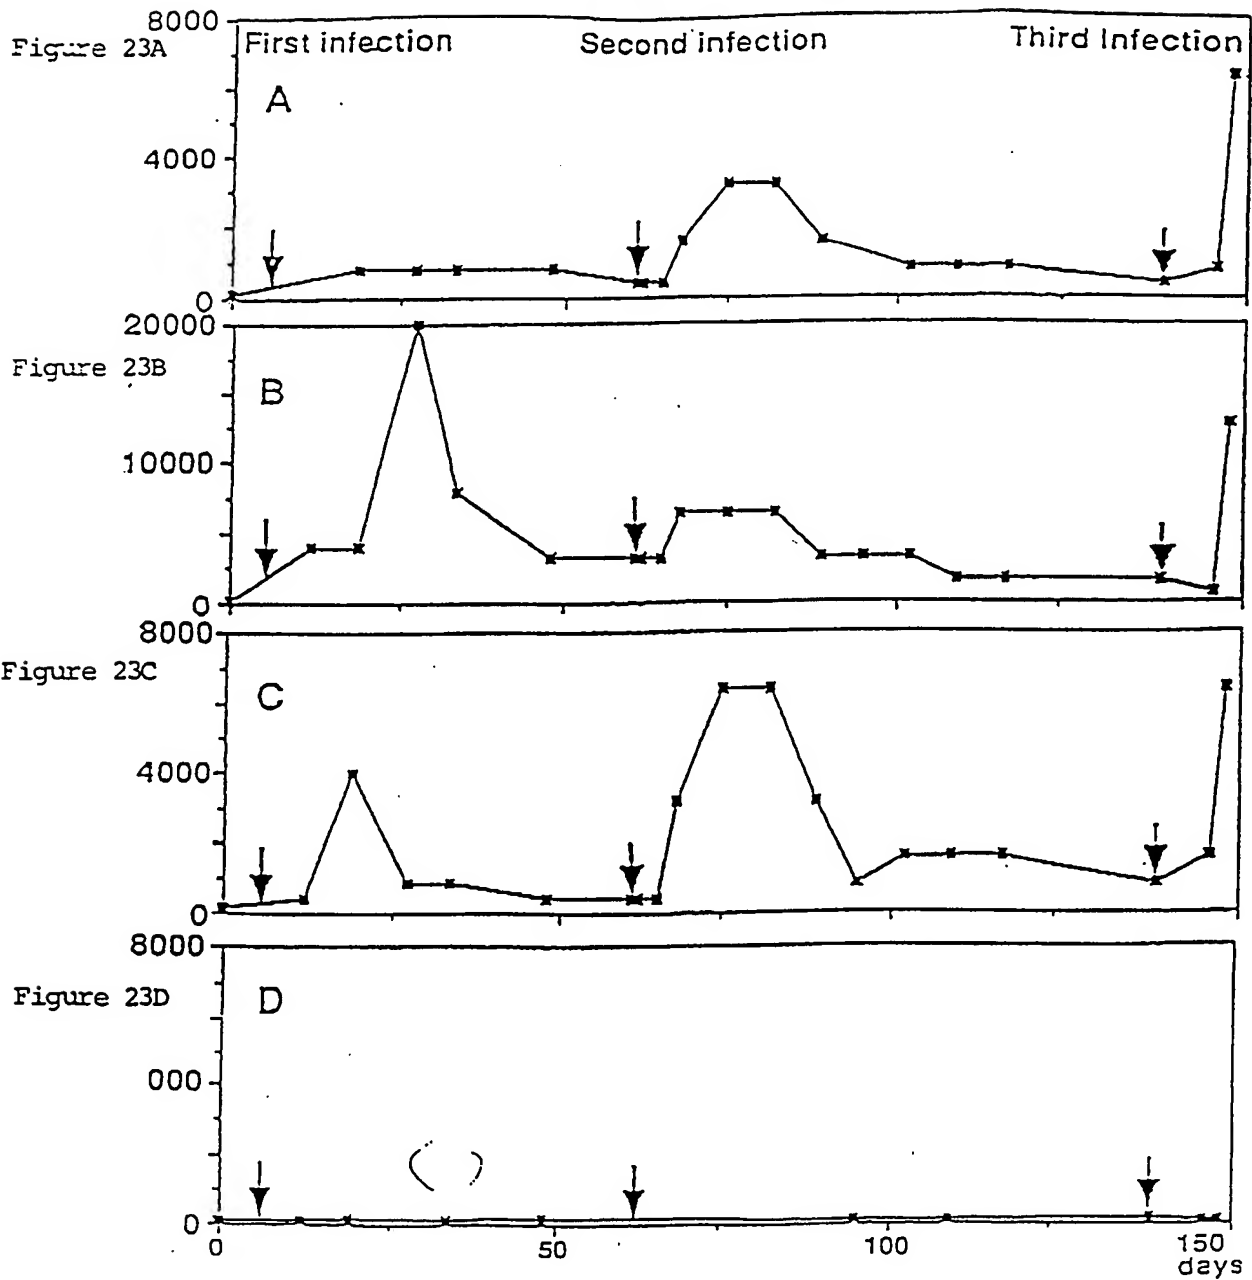 8000
Figure 23A
First infection
Second infection
Third Infection
A
4000
0
20000
Figure 23B
B
10000
0
8000
Figure 23C
C
4000
0
8000
Figure 23D
D
000
0
0
50
100
150
days